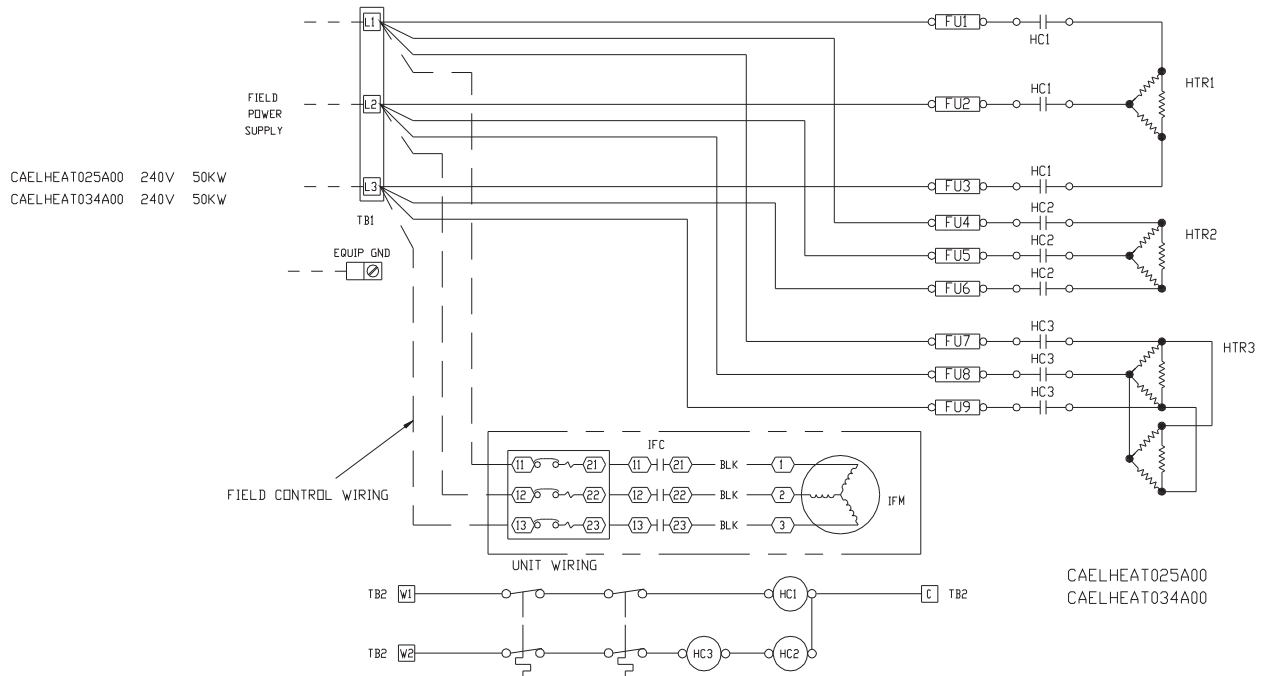 L1
FU1
HC1
HTR1
FIELD
POWER
SUPPLY
L2
FU2
HC1
CAELHEAT025A00 240V 50KW
CAELHEAT034A00 240V 50KW
L3
TB1
FU3
HC1
FU4
HC2
HTR2
FU5
HC2
FU6
HC2
EQUIP GND
FU7
HC3
HTR3
FU8
HC3
FU9
HC3
FIELD CONTROL WIRING
IFC
11 21 11 21 BLK 1
12 22 12 22 BLK 2
13 23 13 23 BLK 3
IFM
UNIT WIRING
CAELHEAT025A00
CAELHEAT034A00
TB2 W1 HC1 C TB2
TB2 W2 HC3 HC2